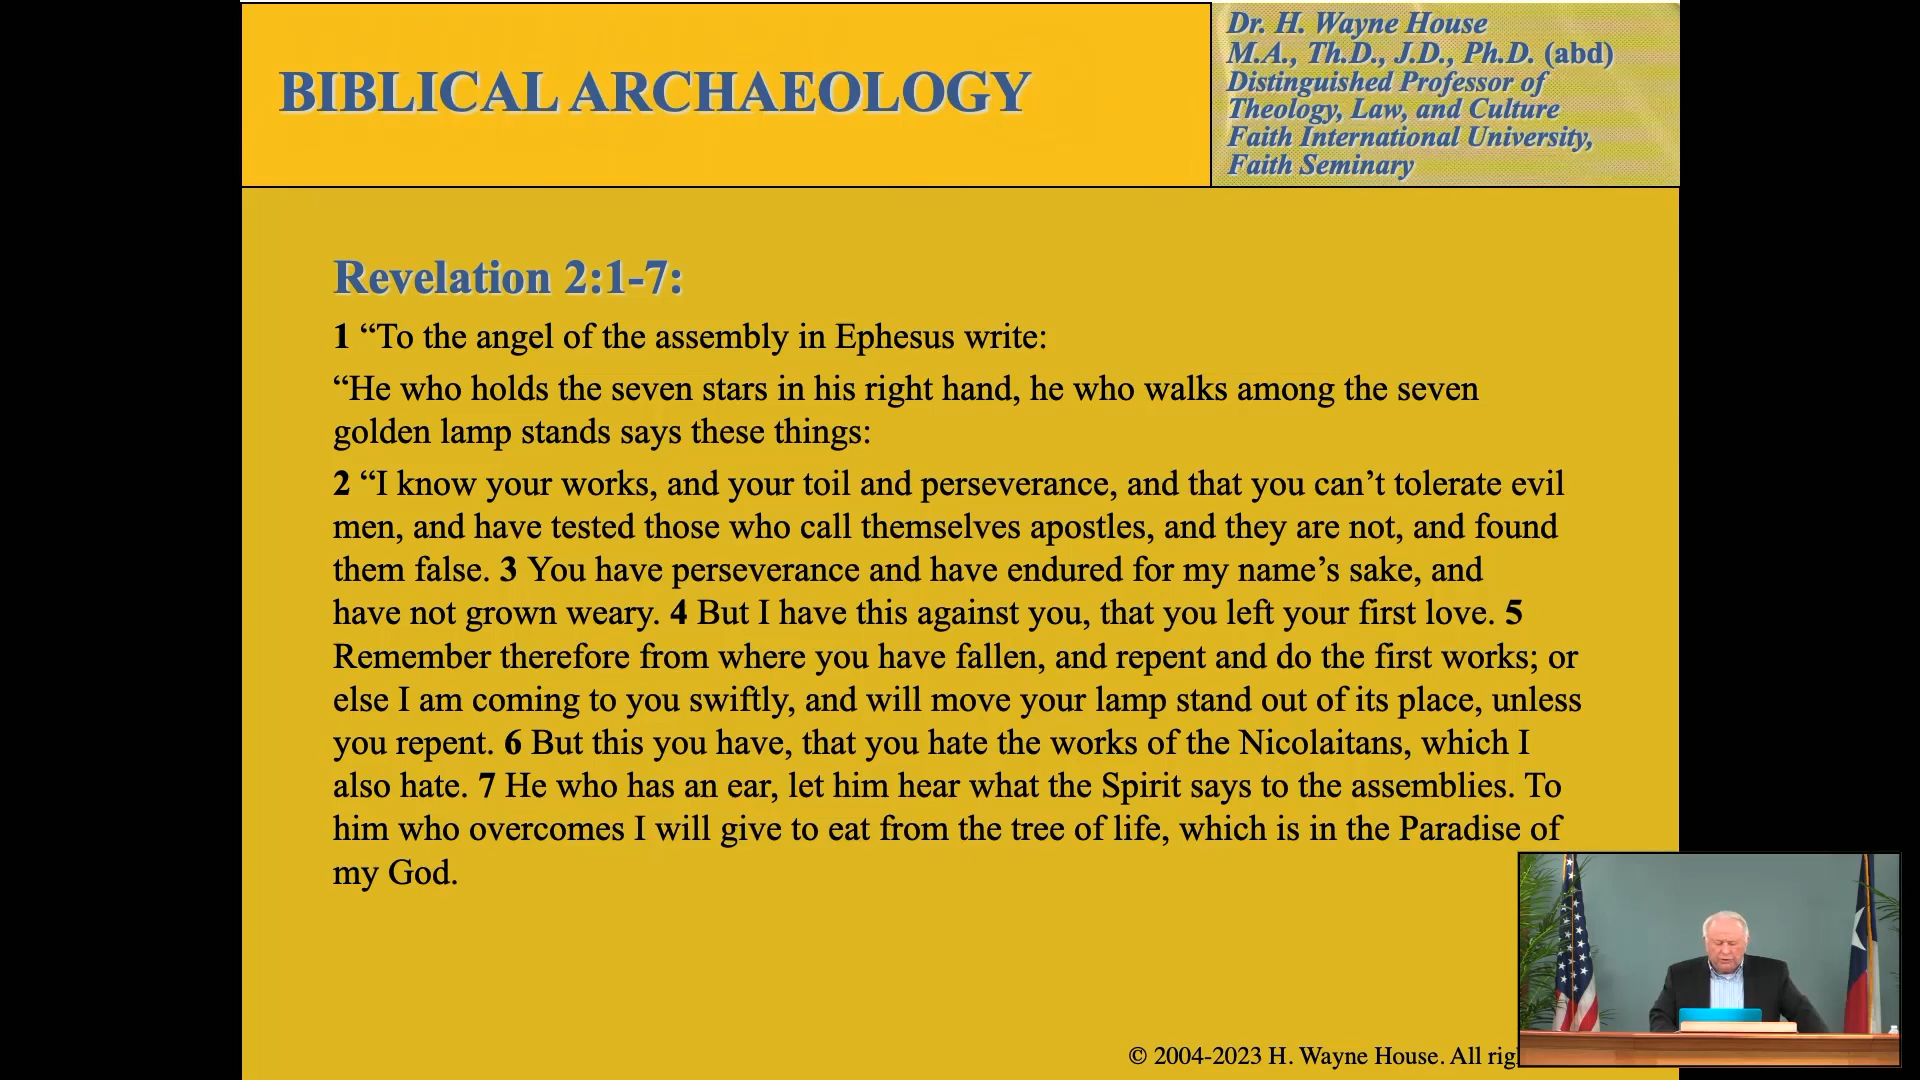 BIBLICAL ARCHAEOLOGY
Dr. H. Wayne House
M.A., Th.D., J.D., Ph.D. (abd)
Distinguished Professor of
Theology, Law, and Culture
Faith International University,
Faith Seminary
Revelation 2:1-7:
1 “To the angel of the assembly in Ephesus write:
“He who holds the seven stars in his right hand, he who walks among the seven
golden lamp stands says these things:
2 “I know your works, and your toil and perseverance, and that you can’t tolerate evil
men, and have tested those who call themselves apostles, and they are not, and found
them false. 3 You have perseverance and have endured for my name’s sake, and
have not grown weary. 4 But I have this against you, that you left your first love. 5
Remember therefore from where you have fallen, and repent and do the first works; or
else I am coming to you swiftly, and will move your lamp stand out of its place, unless
you repent. 6 But this you have, that you hate the works of the Nicolaitans, which I
also hate. 7 He who has an ear, let him hear what the Spirit says to the assemblies. To
him who overcomes I will give to eat from the tree of life, which is in the Paradise of
my God.
© 2004-2023 H. Wayne House. All